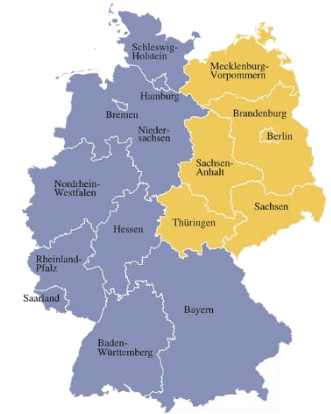 Schleswig-
Holstein
Mecklenburg-
Vorpommern
Hamburg
Bremen
Brandenburg
Berlin
Nieder-
sachsen
Sachsen-
Anhalt
Nordrhein-
Westfalen
Sachsen
Thüringen
Hessen
Rheinland-
Pfalz
Saarland
Bayern
Baden-
Württemberg